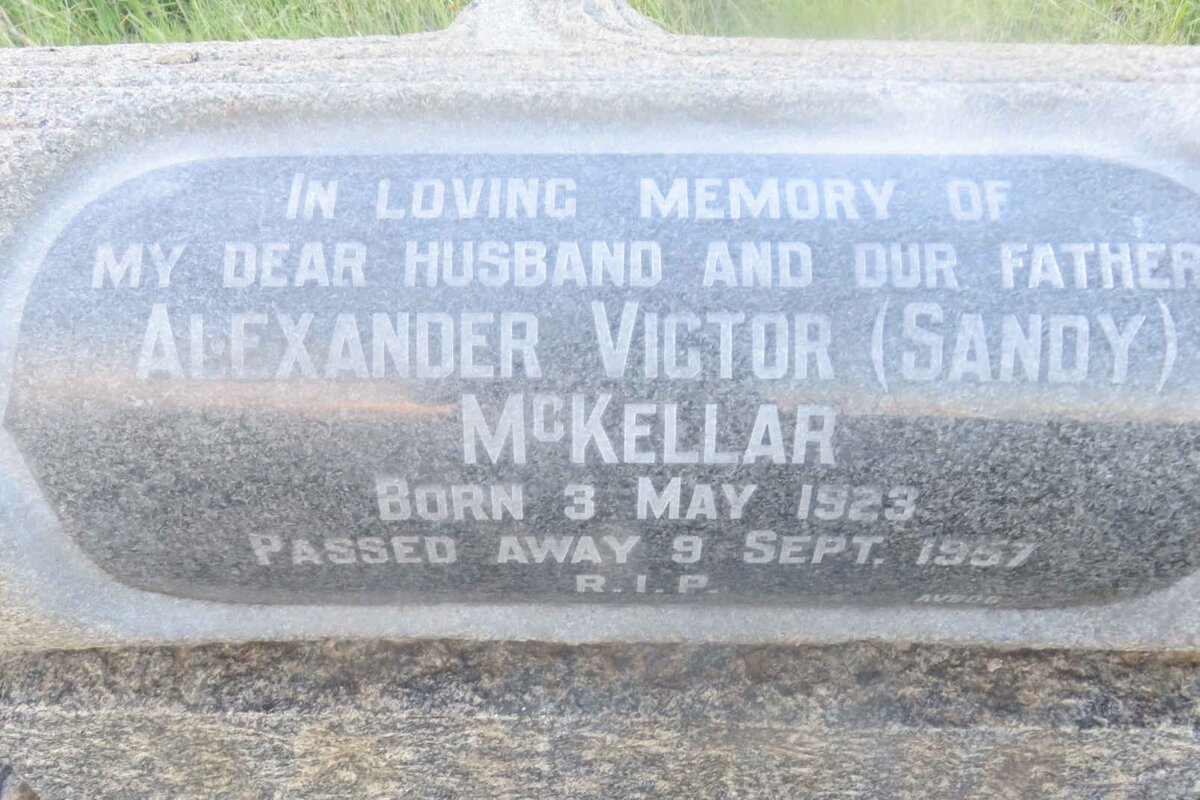 IN LOVING MEMORY OF
MY DEAR HUSBAND AND OUR FATHER
ALEXANDER VICTOR (SANDY)
McKELLAR
BORN 3 MAY 1923
PASSED AWAY 9 SEPT. 1957
R.I.P.